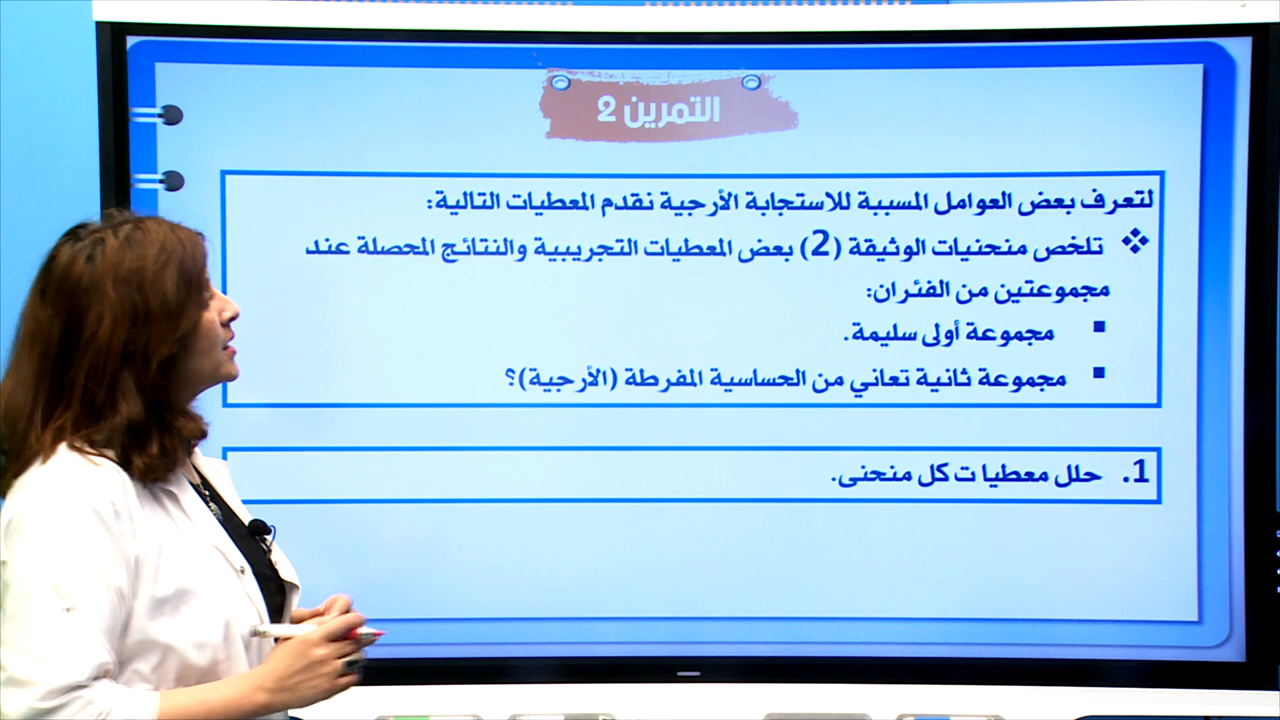 التمرين 2
لتعرف بعض العوامل المسببة للاستجابة الأرجية نقدم المعطيات التالية:
❖ تلخص منحنيات الوثيقة (2) بعض المعطيات التجريبية والنتائج المحصلة عند
مجموعتين من الفئران:
▪ مجموعة أولى سليمة.
▪ مجموعة ثانية تعاني من الحساسية المفرطة (الأرجية)؟
1. حلل معطيا ت كل منحنى.